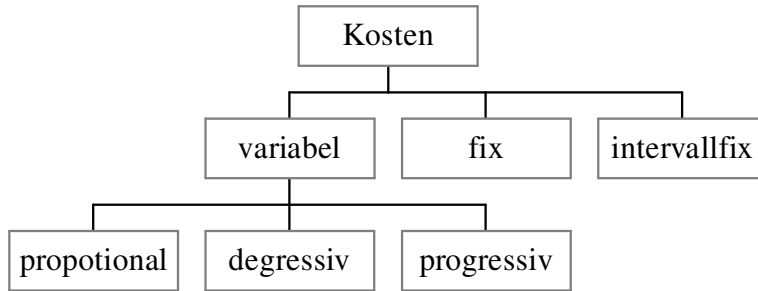 Kosten
variabel fix intervallfix
propotional degressiv progressiv